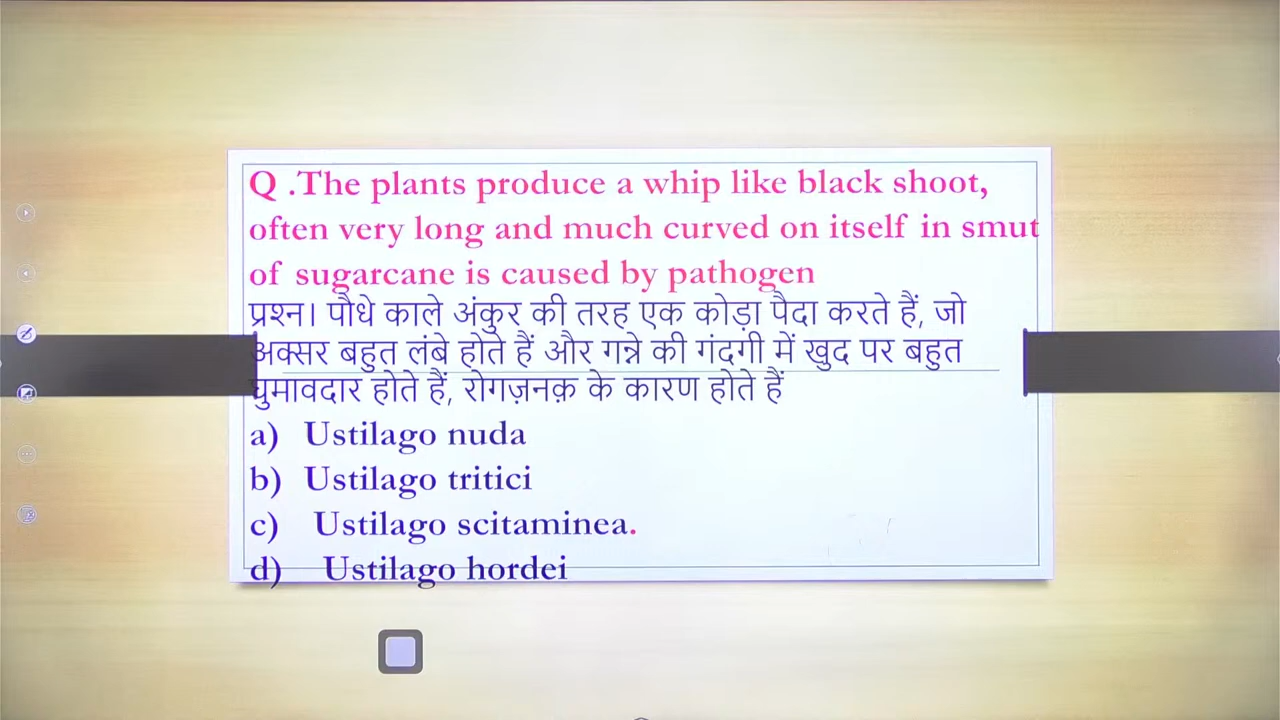 Q .The plants produce a whip like black shoot,
often very long and much curved on itself in smut
of sugarcane is caused by pathogen
प्रश्न। पौधे काले अंकुर की तरह एक कोड़ा पैदा करते हैं, जो
अक्सर बहुत लंबे होते हैं और गन्ने की गंदगी में खुद पर बहुत
घुमावदार होते हैं, रोगज़नक़ के कारण होते हैं
a) Ustilago nuda
b) Ustilago tritici
c) Ustilago scitaminea.
d) Ustilago hordei